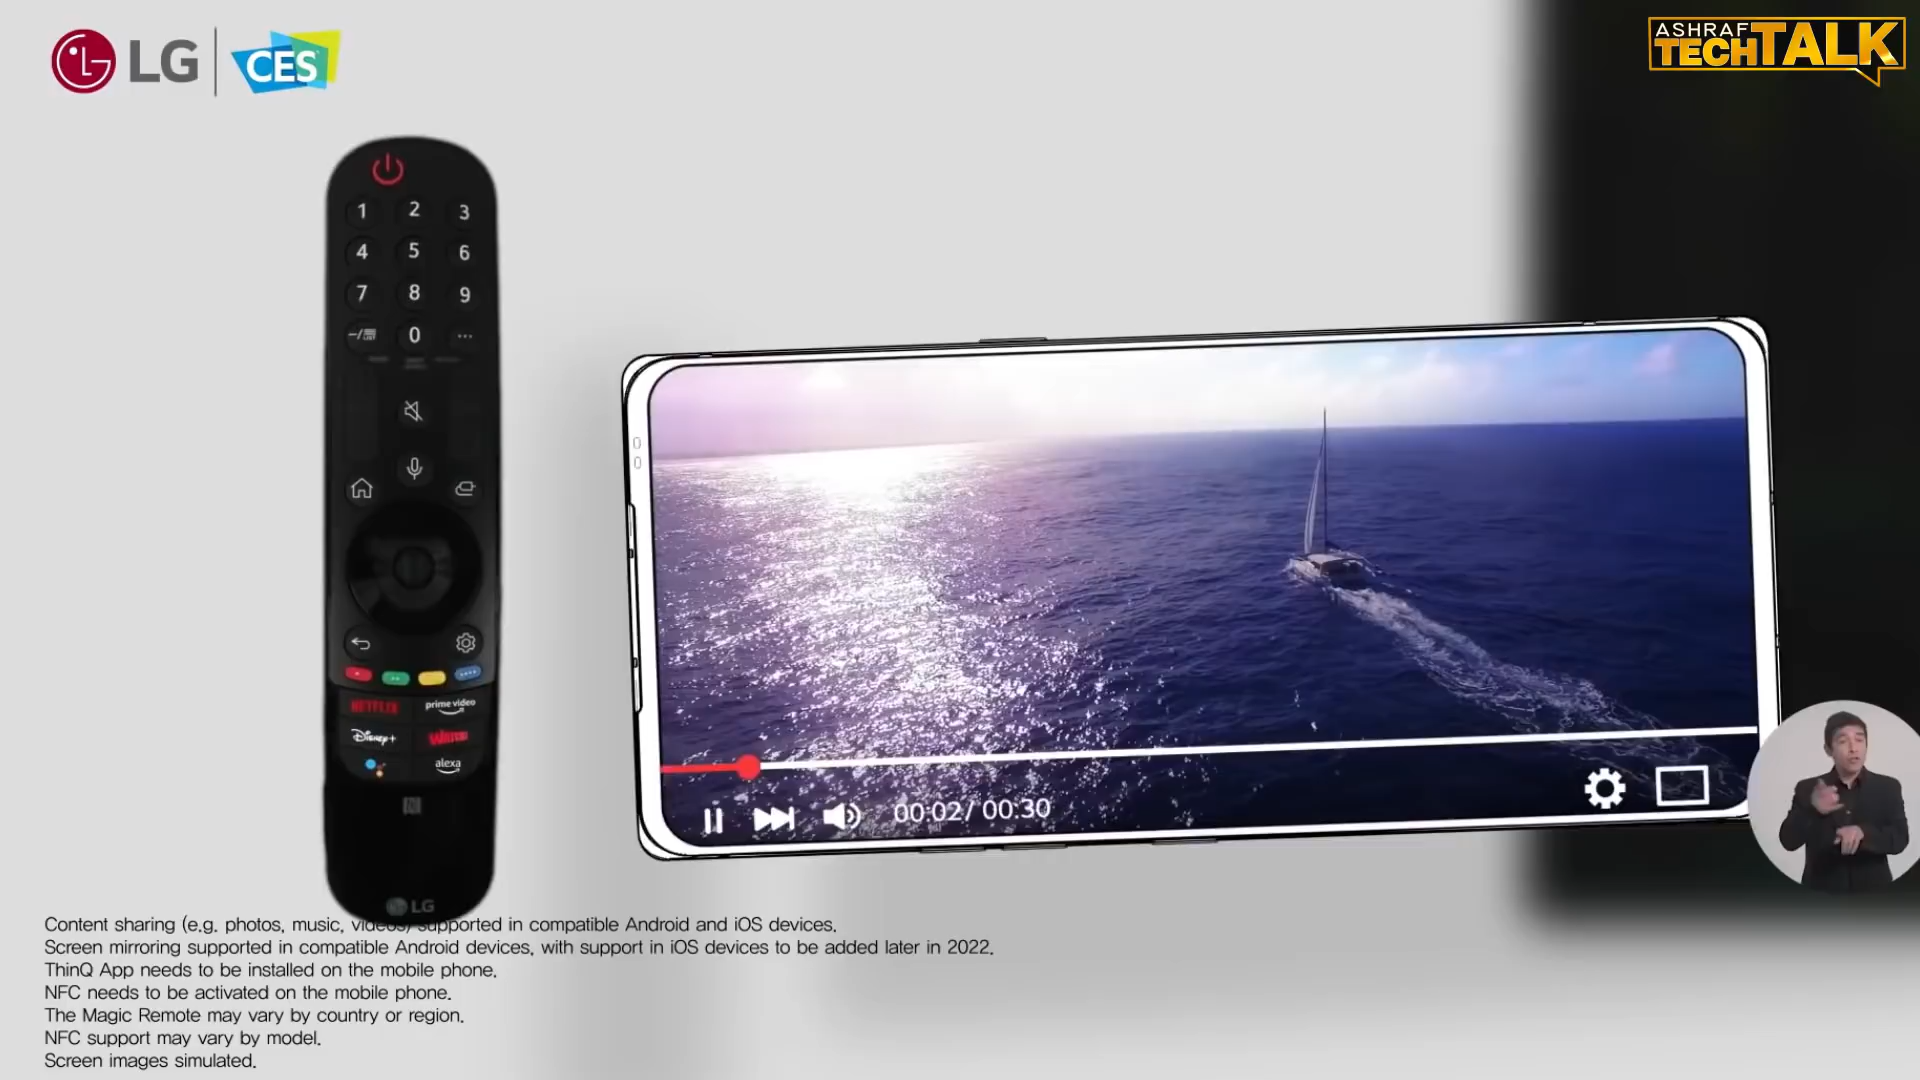 LG
CES
ASHRAF
TECH TALK
1 2 3
4 5 6
7 8 9
0
NETFLIX prime video
Disney+
alexa
LG
00:02/ 00:30
Content sharing (e.g. photos, music, videos) supported in compatible Android and iOS devices.
Screen mirroring supported in compatible Android devices, with support in iOS devices to be added later in 2022.
ThinQ App needs to be installed on the mobile phone.
NFC needs to be activated on the mobile phone.
The Magic Remote may vary by country or region.
NFC support may vary by model.
Screen images simulated.